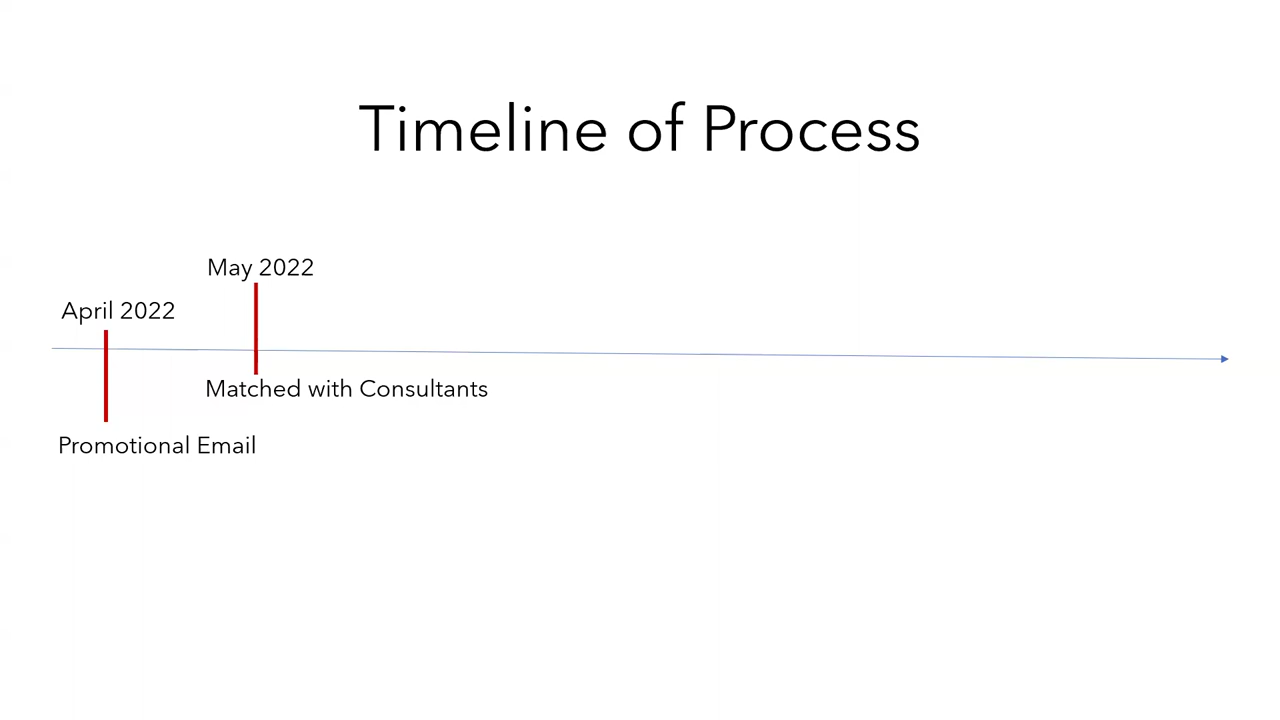 Timeline of Process
May 2022
April 2022
Matched with Consultants
Promotional Email